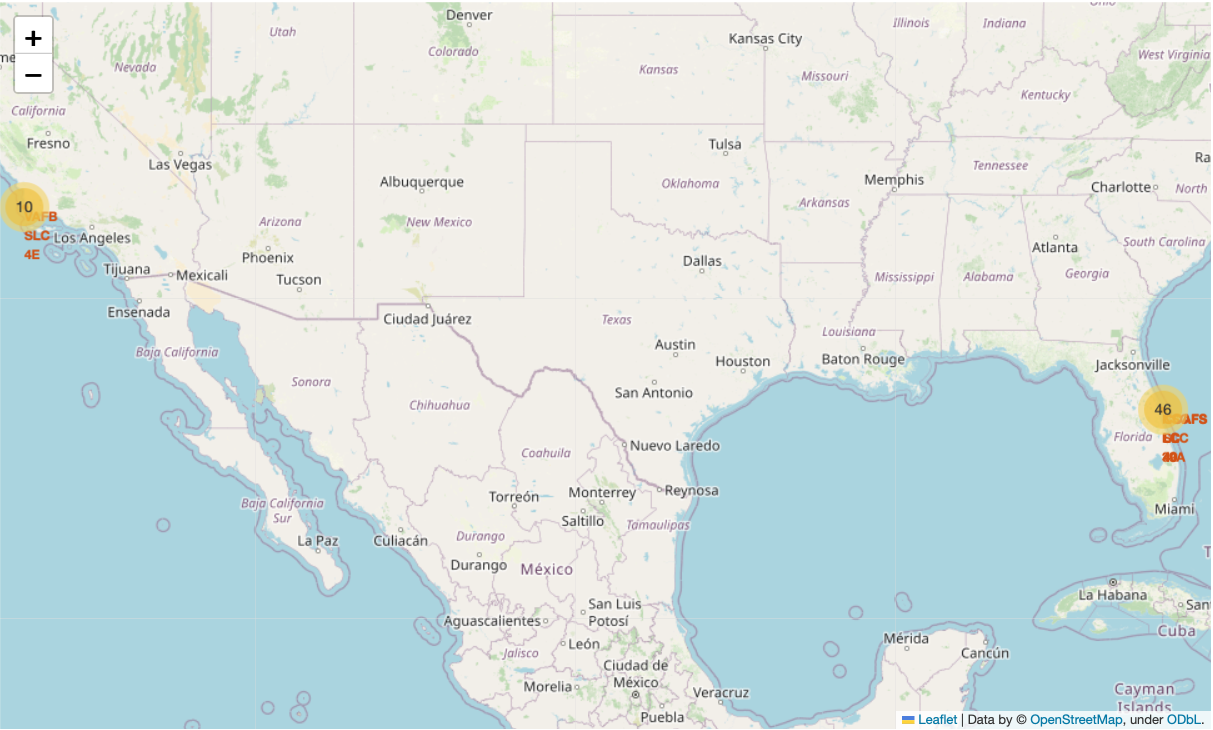 Ohio
+
Denver
Utah
Illinois
Indiana
Colorado
Kansas City
West Virginia
−
Nevada
Kansas
Missouri
Kentucky
California
Fresno
Las Vegas
Tulsa
Tennessee
Albuquerque
Oklahoma
Memphis
Charlotte
North
10
Arkansas
AFB
Arizona
New Mexico
SLC
Los Angeles
4E
Phoenix
Dallas
Atlanta
South Carolina
Tijuana
Mexicali
Tucson
Mississippi
Alabama
Georgia
Ensenada
Ciudad Juárez
Texas
Louisiana
Baja California
Austin
Houston
Baton Rouge
Jacksonville
Sonora
San Antonio
Chihuahua
46
AFS
Florida
Nuevo Laredo
Coahuila
Torreón
Monterrey
Reynosa
Baja California
Sur
Saltillo
Tamaulipas
Miami
La Paz
Culiacán
Durango
Durango
México
La Habana
San Luis
Potosí
Aguascalientes
Cuba
León
Mérida
Jalisco
Ciudad de
México
Cancún
Morelia
Veracruz
Cayman
Islands
Puebla
Leaflet | Data by © OpenStreetMap, under ODbL.